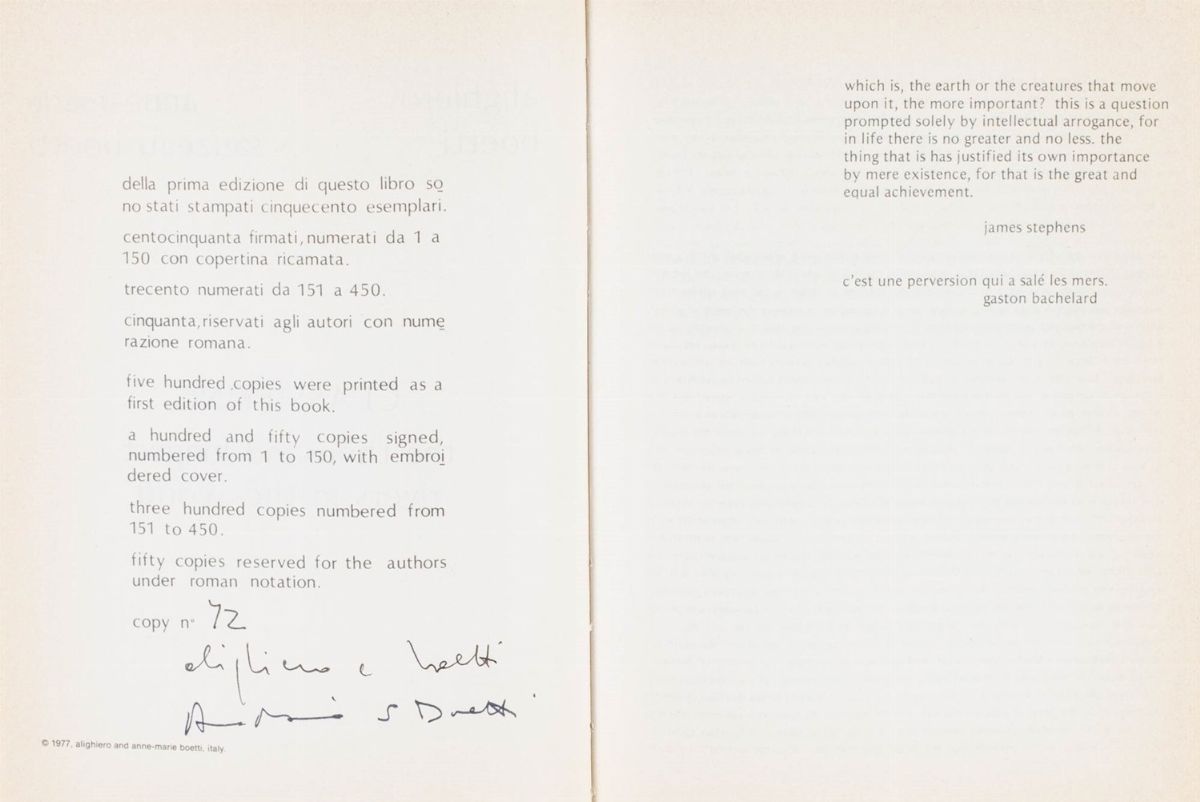 della prima edizione di questo libro so
no stati stampati cinquecento esemplari.
centocinquanta firmati, numerati da 1 a
150 con copertina ricamata.
trecento numerati da 151 a 450.
cinquanta, riservati agli autori con nume
razione romana.
five hundred .copies were printed as a
first edition of this book.
a hundred and fifty copies signed,
numbered from 1 to 150, with embroi
dered cover.
three hundred copies numbered from
151 to 450.
fifty copies reserved for the authors
under roman notation.
copy n° 72
alighiero e boetti
S Boetti
© 1977, alighiero and anne-marie boetti, italy.
which is, the earth or the creatures that move
upon it, the more important? this is a question
prompted solely by intellectual arrogance, for
in life there is no greater and no less. the
thing that is has justified its own importance
by mere existence, for that is the great and
equal achievement.
james stephens
c'est une perversion qui a salé les mers.
gaston bachelard